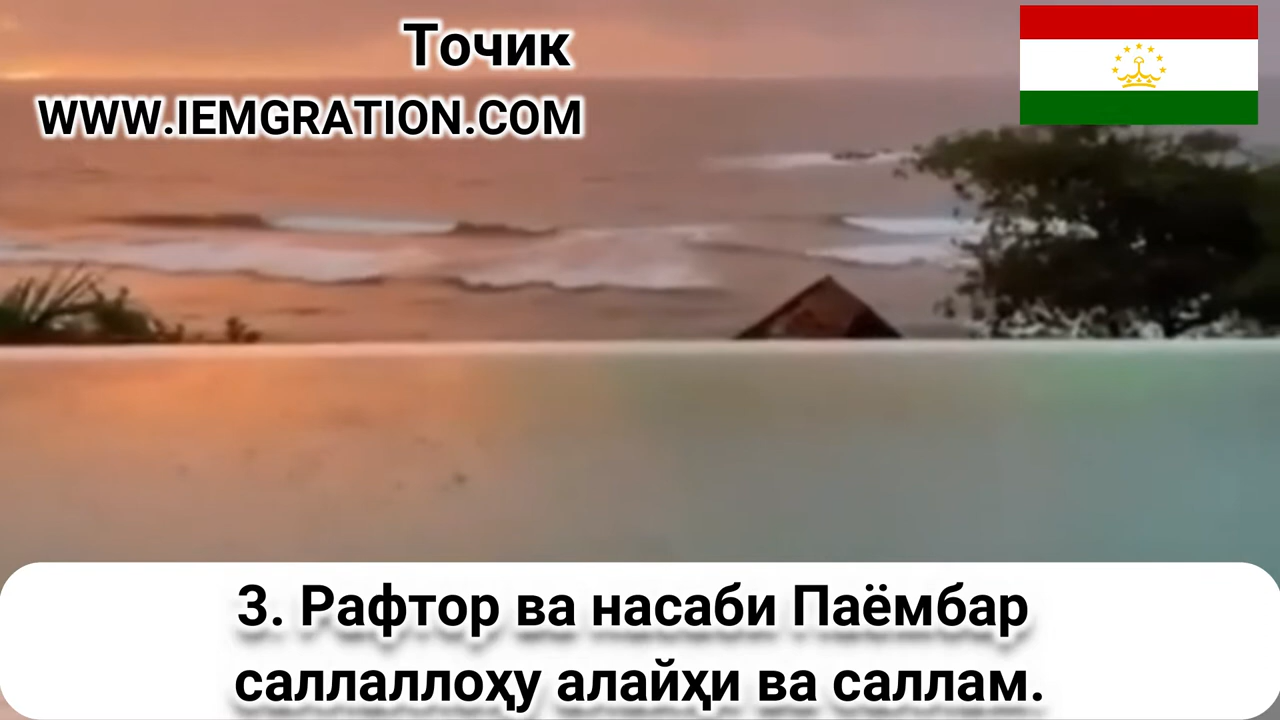 Точик
WWW.IEMGRATION.COM
3. Рафтор ва насаби Паёмбар
саллаллоҳу алайҳи ва саллам.